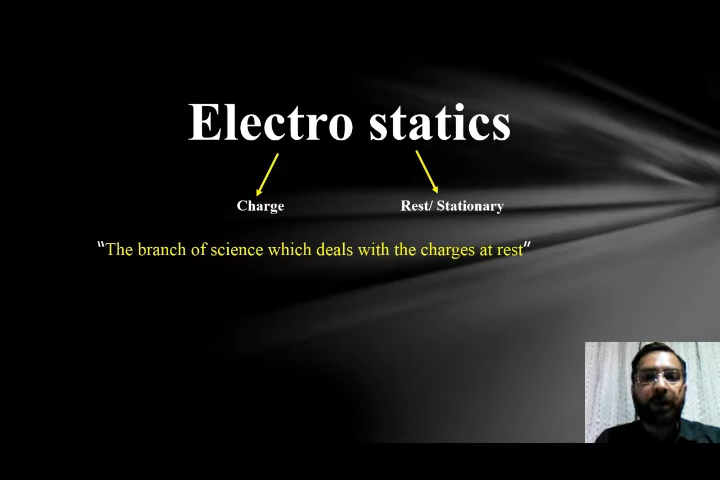 Electro statics
Charge Rest/ Stationary
“The branch of science which deals with the charges at rest”